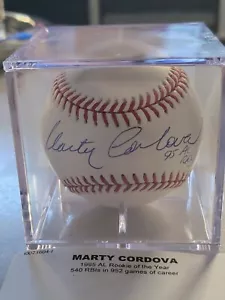 Marty Cordova
95 AL
ROY
MARTY CORDOVA
1995 AL Rookie of the Year
540 RBIs in 952 games of career